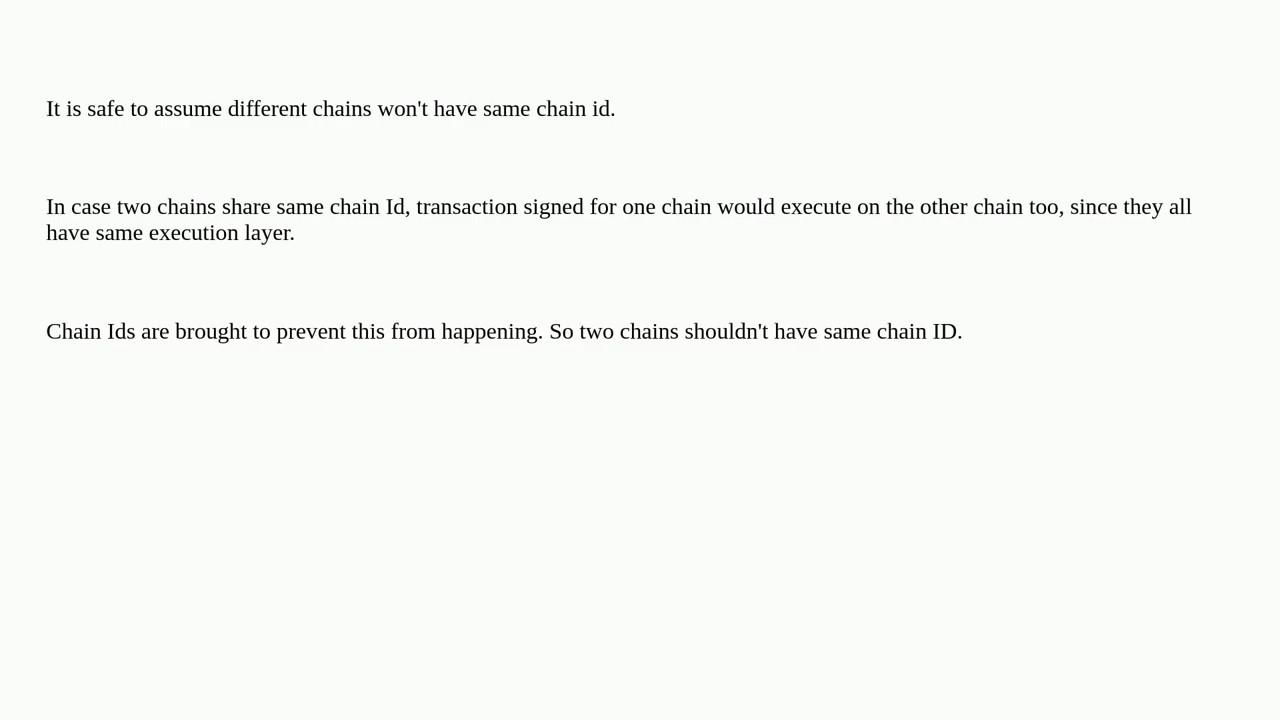 It is safe to assume different chains won't have same chain id.
In case two chains share same chain Id, transaction signed for one chain would execute on the other chain too, since they all
have same execution layer.
Chain Ids are brought to prevent this from happening. So two chains shouldn't have same chain ID.